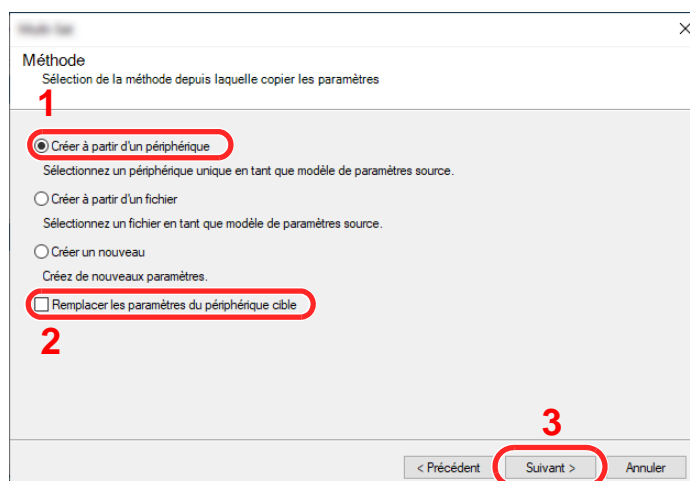 Méthode
Sélection de la méthode depuis laquelle copier les paramètres
1
Créer à partir d'un périphérique
Sélectionnez un périphérique unique en tant que modèle de paramètres source.
Créer à partir d'un fichier
Sélectionnez un fichier en tant que modèle de paramètres source.
Créer un nouveau
Créez de nouveaux paramètres.
Remplacer les paramètres du périphérique cible
2
3
< Précédent Suivant > Annuler